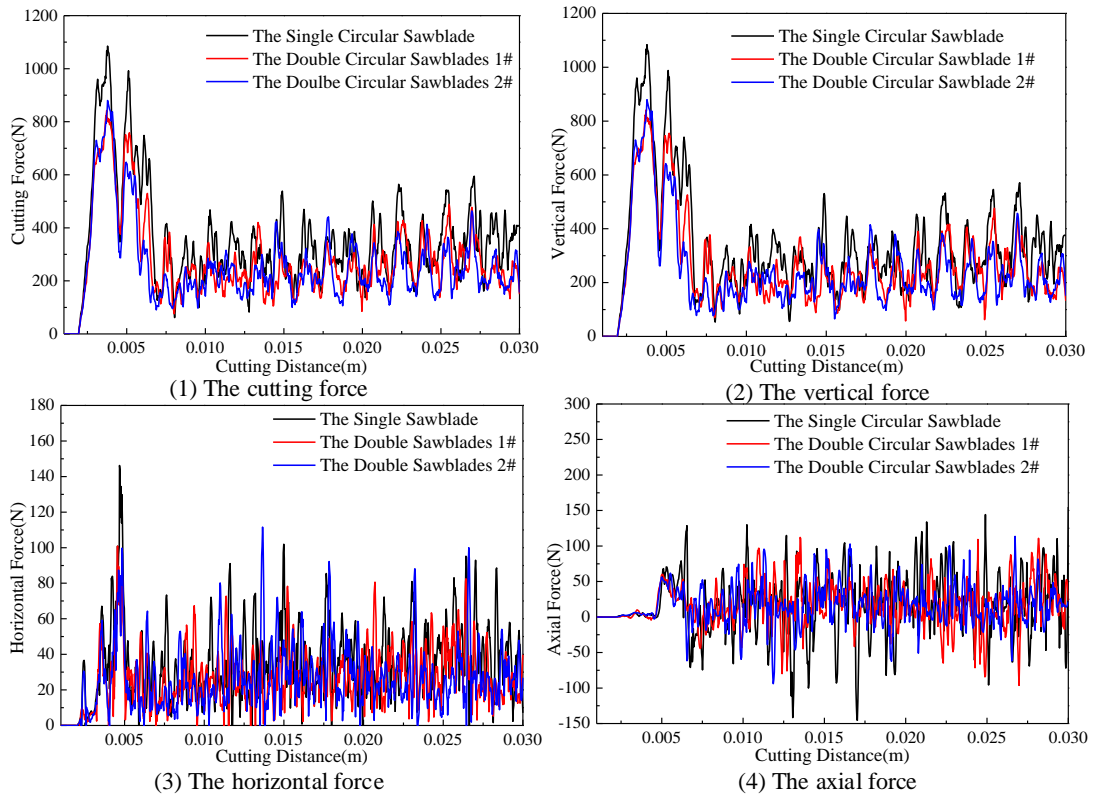 1200
1000
800
600
400
200
0
Cutting Force(N)
The Single Circular Sawblade
The Double Circular Sawblades 1#
The Doulbe Circular Sawblades 2#
0.005 0.010 0.015 0.020 0.025 0.030
Cutting Distance(m)
(1) The cutting force
1200
1000
800
600
400
200
0
Vertical Force(N)
The Single Circular Sawblade
The Double Circular Sawblade 1#
The Double Circular Sawblade 2#
0.005 0.010 0.015 0.020 0.025 0.030
Cutting Distance(m)
(2) The vertical force
180
160
140
120
100
80
60
40
20
0
Horizontal Force(N)
The Single Sawblade
The Double Sawblades 1#
The Double Sawblades 2#
0.005 0.010 0.015 0.020 0.025 0.030
Cutting Distance(m)
(3) The horizontal force
300
250
200
150
100
50
0
-50
-100
-150
Axial Force(N)
The Single Circular Sawblade
The Double Circular Sawblades 1#
The Double Circular Sawblades 2#
0.005 0.010 0.015 0.020 0.025 0.030
Cutting Distance(m)
(4) The axial force